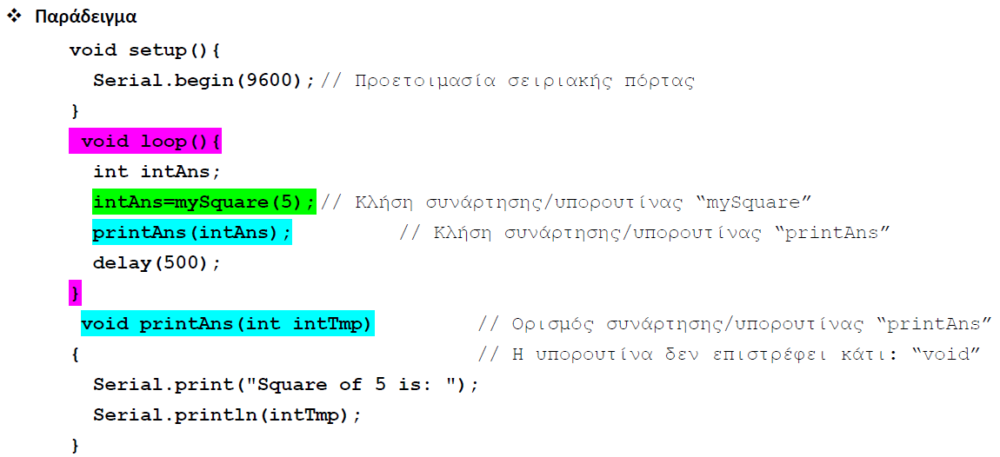 ❖ Παράδειγμα
void setup(){
Serial.begin(9600); // Προετοιμασία σειριακής πόρτας
}
void loop(){
int intAns;
intAns=mySquare(5); // Κλήση συνάρτησης/υπορουτίνας “mySquare”
printAns(intAns); // Κλήση συνάρτησης/υπορουτίνας “printAns”
delay(500);
}
void printAns(int intTmp) // Ορισμός συνάρτησης/υπορουτίνας “printAns”
{ // Η υπορουτίνα δεν επιστρέφει κάτι: “void”
Serial.print("Square of 5 is: ");
Serial.println(intTmp);
}